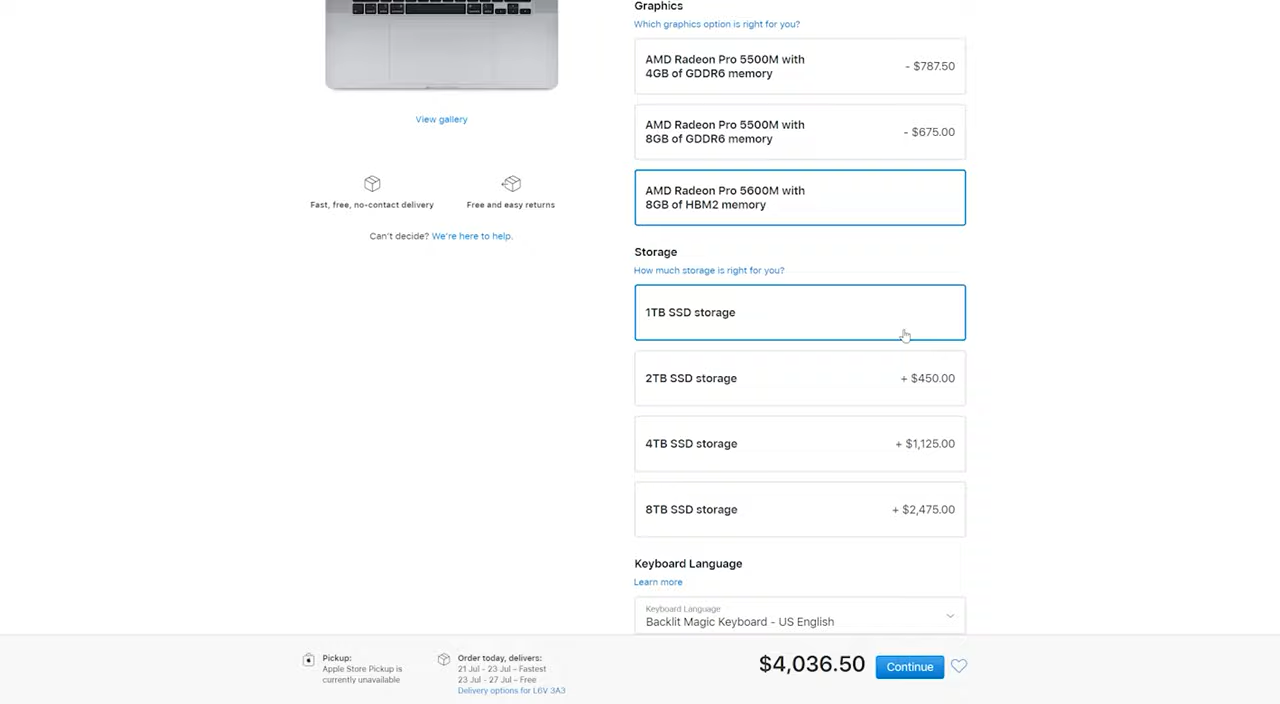 Graphics
Which graphics option is right for you?
AMD Radeon Pro 5500M with
4GB of GDDR6 memory
- $787.50
AMD Radeon Pro 5500M with
8GB of GDDR6 memory
- $675.00
AMD Radeon Pro 5600M with
8GB of HBM2 memory
View gallery
Fast, free, no-contact delivery
Free and easy returns
Can't decide? We're here to help.
Storage
How much storage is right for you?
1TB SSD storage
2TB SSD storage
+ $450.00
4TB SSD storage
+ $1,125.00
8TB SSD storage
+ $2,475.00
Keyboard Language
Learn more
Keyboard Language
Backlit Magic Keyboard - US English
Pickup:
Apple Store Pickup is
currently unavailable
Order today, delivers:
21 Jul - 23 Jul - Fastest
23 Jul - 27 Jul - Free
Delivery options for L6V 3A3
$4,036.50
Continue